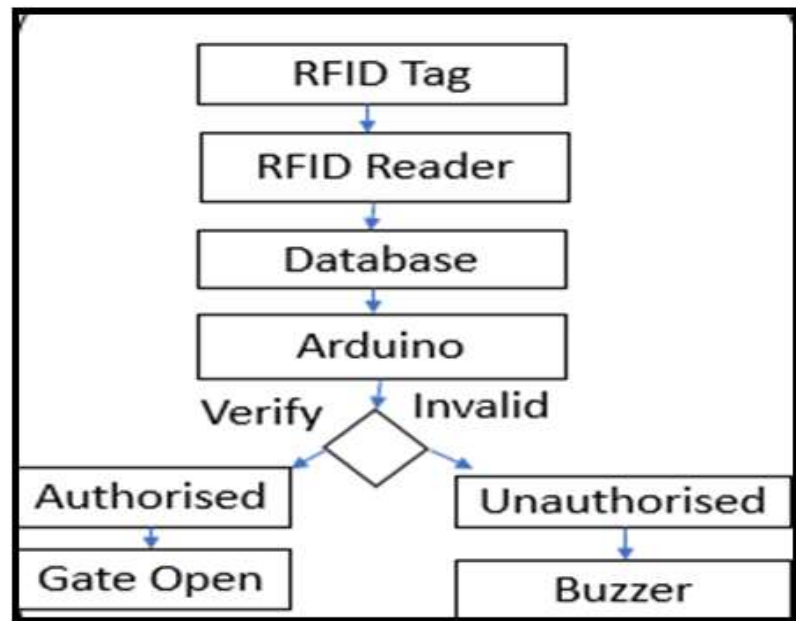 RFID Tag
RFID Reader
Database
Arduino
Verify
Invalid
Authorised
Unauthorised
Gate Open
Buzzer